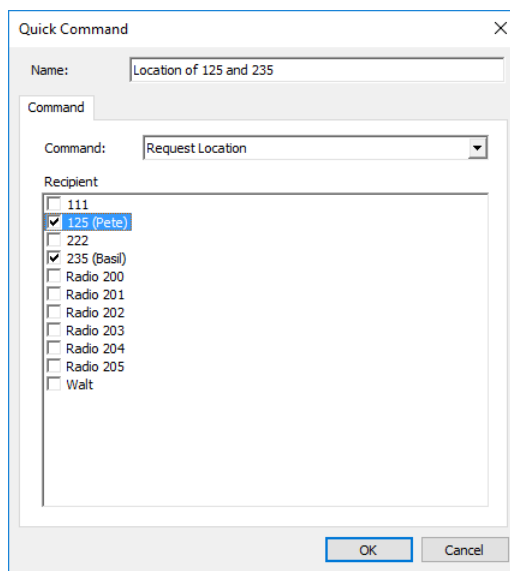 Quick Command
Name: Location of 125 and 235
Command
Command: Request Location
Recipient
111
125 (Pete)
222
235 (Basil)
Radio 200
Radio 201
Radio 202
Radio 203
Radio 204
Radio 205
Walt
OK Cancel